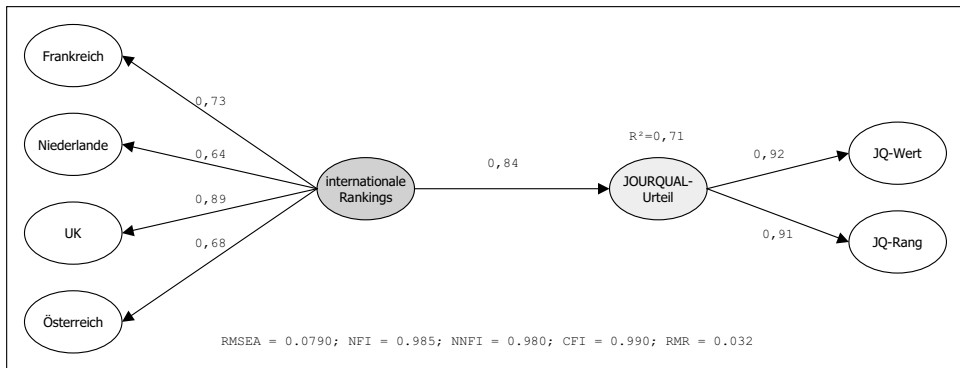 Frankreich
0,73
Niederlande
R²=0,71
0,64
0,92
JQ-Wert
0,84
internationale
Rankings
JOURQUAL-
Urteil
0,89
UK
0,91
JQ-Rang
0,68
Österreich
RMSEA = 0.0790; NFI = 0.985; NNFI = 0.980; CFI = 0.990; RMR = 0.032